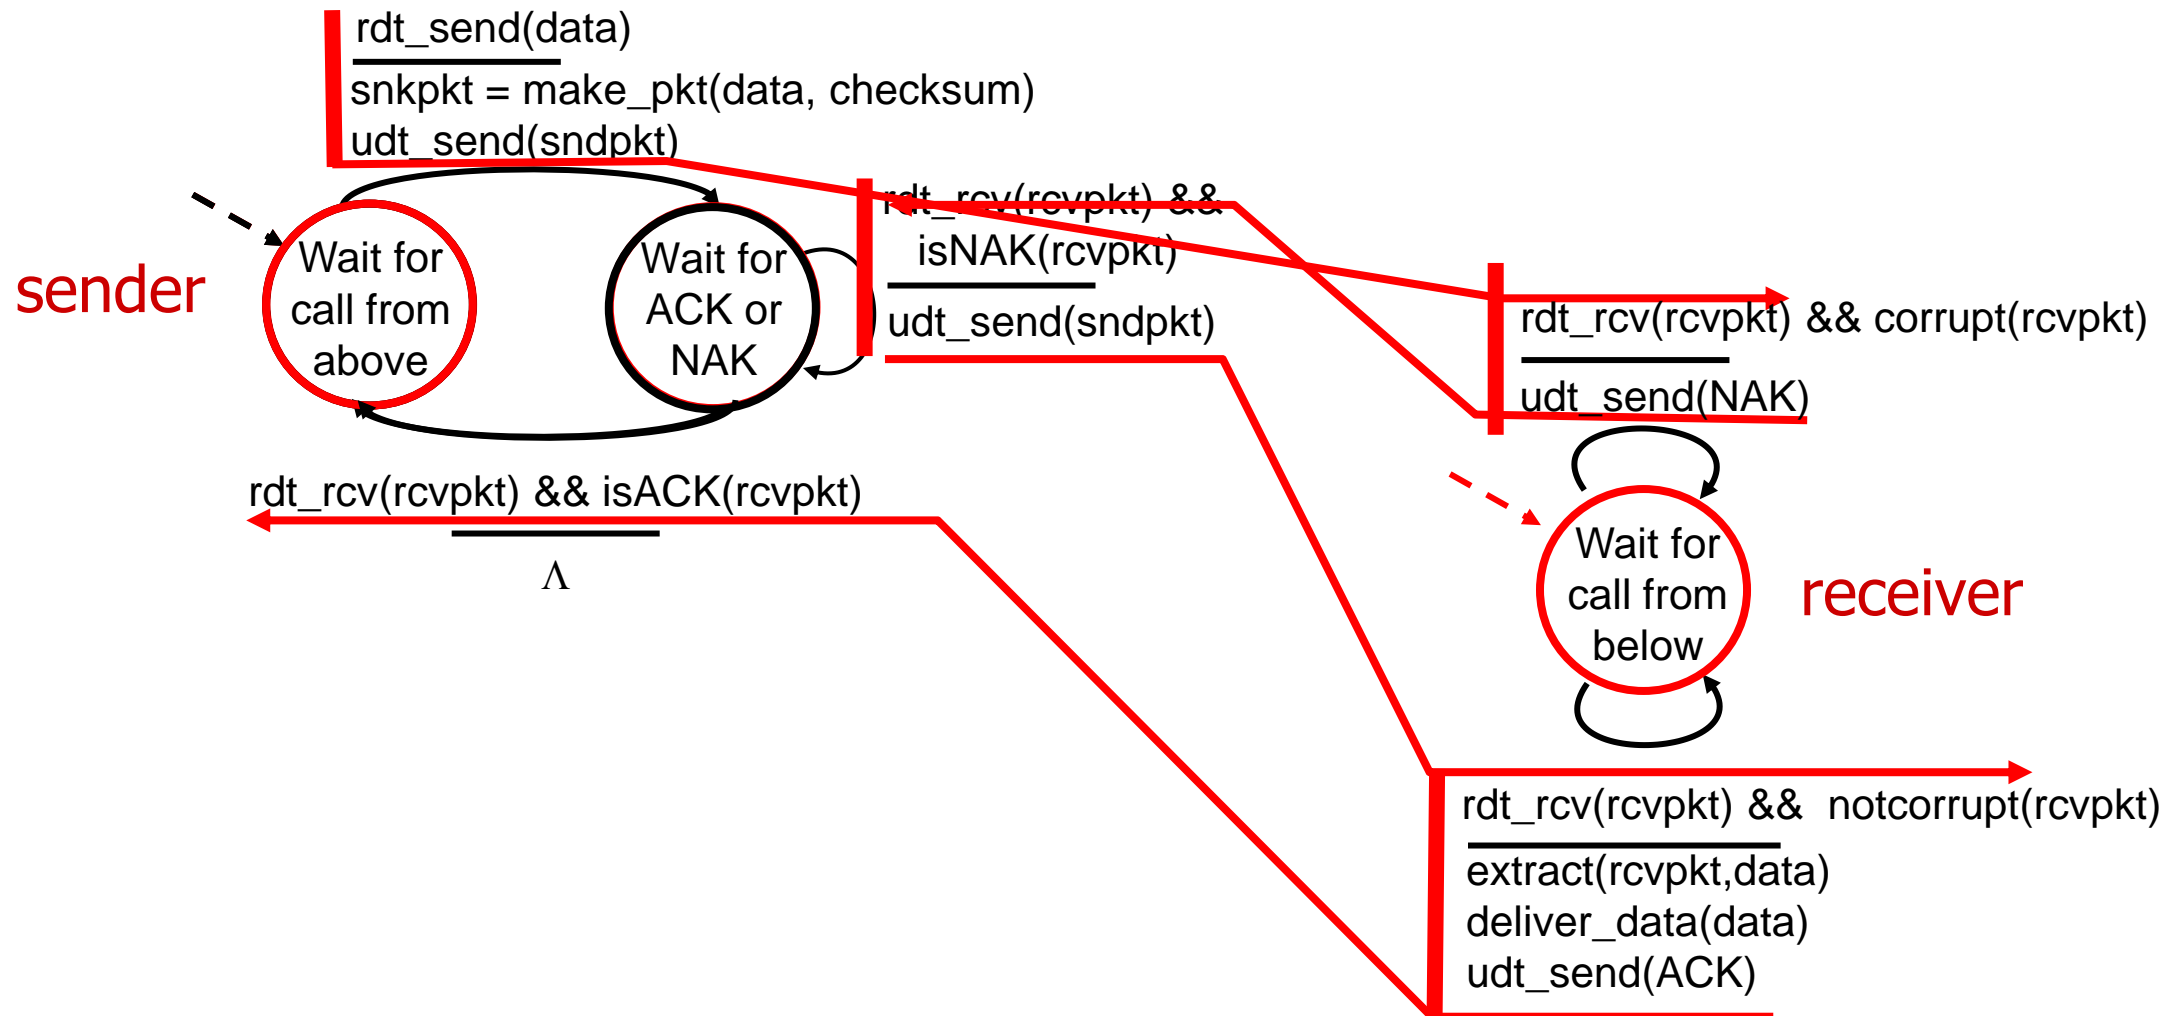 rdt_send(data)
snkpkt = make_pkt(data, checksum)
udt_send(sndpkt)
sender
Wait for
call from
above
Wait for
ACK or
NAK
rdt_rcv(rcvpkt) &&
isNAK(rcvpkt)
udt_send(sndpkt)
rdt_rcv(rcvpkt) && corrupt(rcvpkt)
udt_send(NAK)
rdt_rcv(rcvpkt) && isACK(rcvpkt)
Λ
Wait for
call from
below
receiver
rdt_rcv(rcvpkt) && notcorrupt(rcvpkt)
extract(rcvpkt,data)
deliver_data(data)
udt_send(ACK)